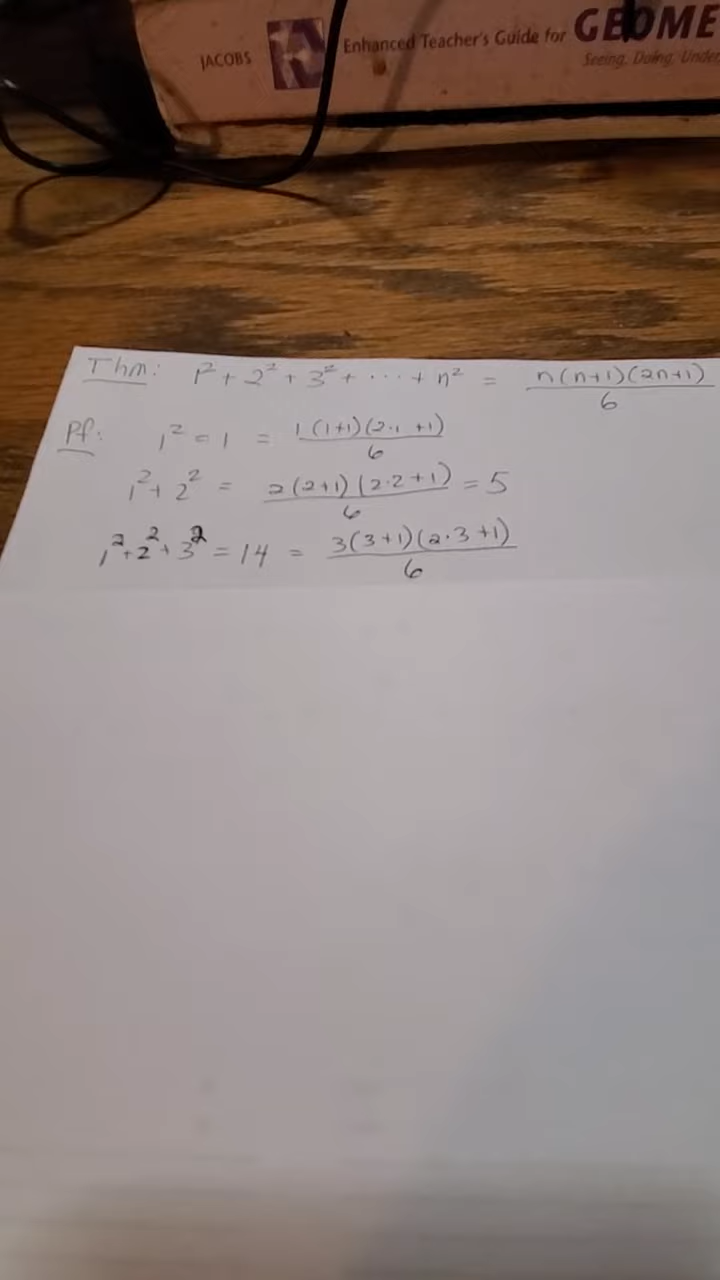 JACOBS Enhanced Teacher's Guide for GEOME
Seeing, Doing, Under
Thm: 1² + 2² + 3² + ··· + n² = n(n+1)(2n+1) / 6
Pf: 1² = 1 = 1(1+1)(2·1+1) / 6
1² + 2² = 2(2+1)(2·2+1) / 6 = 5
1² + 2² + 3² = 14 = 3(3+1)(2·3+1) / 6